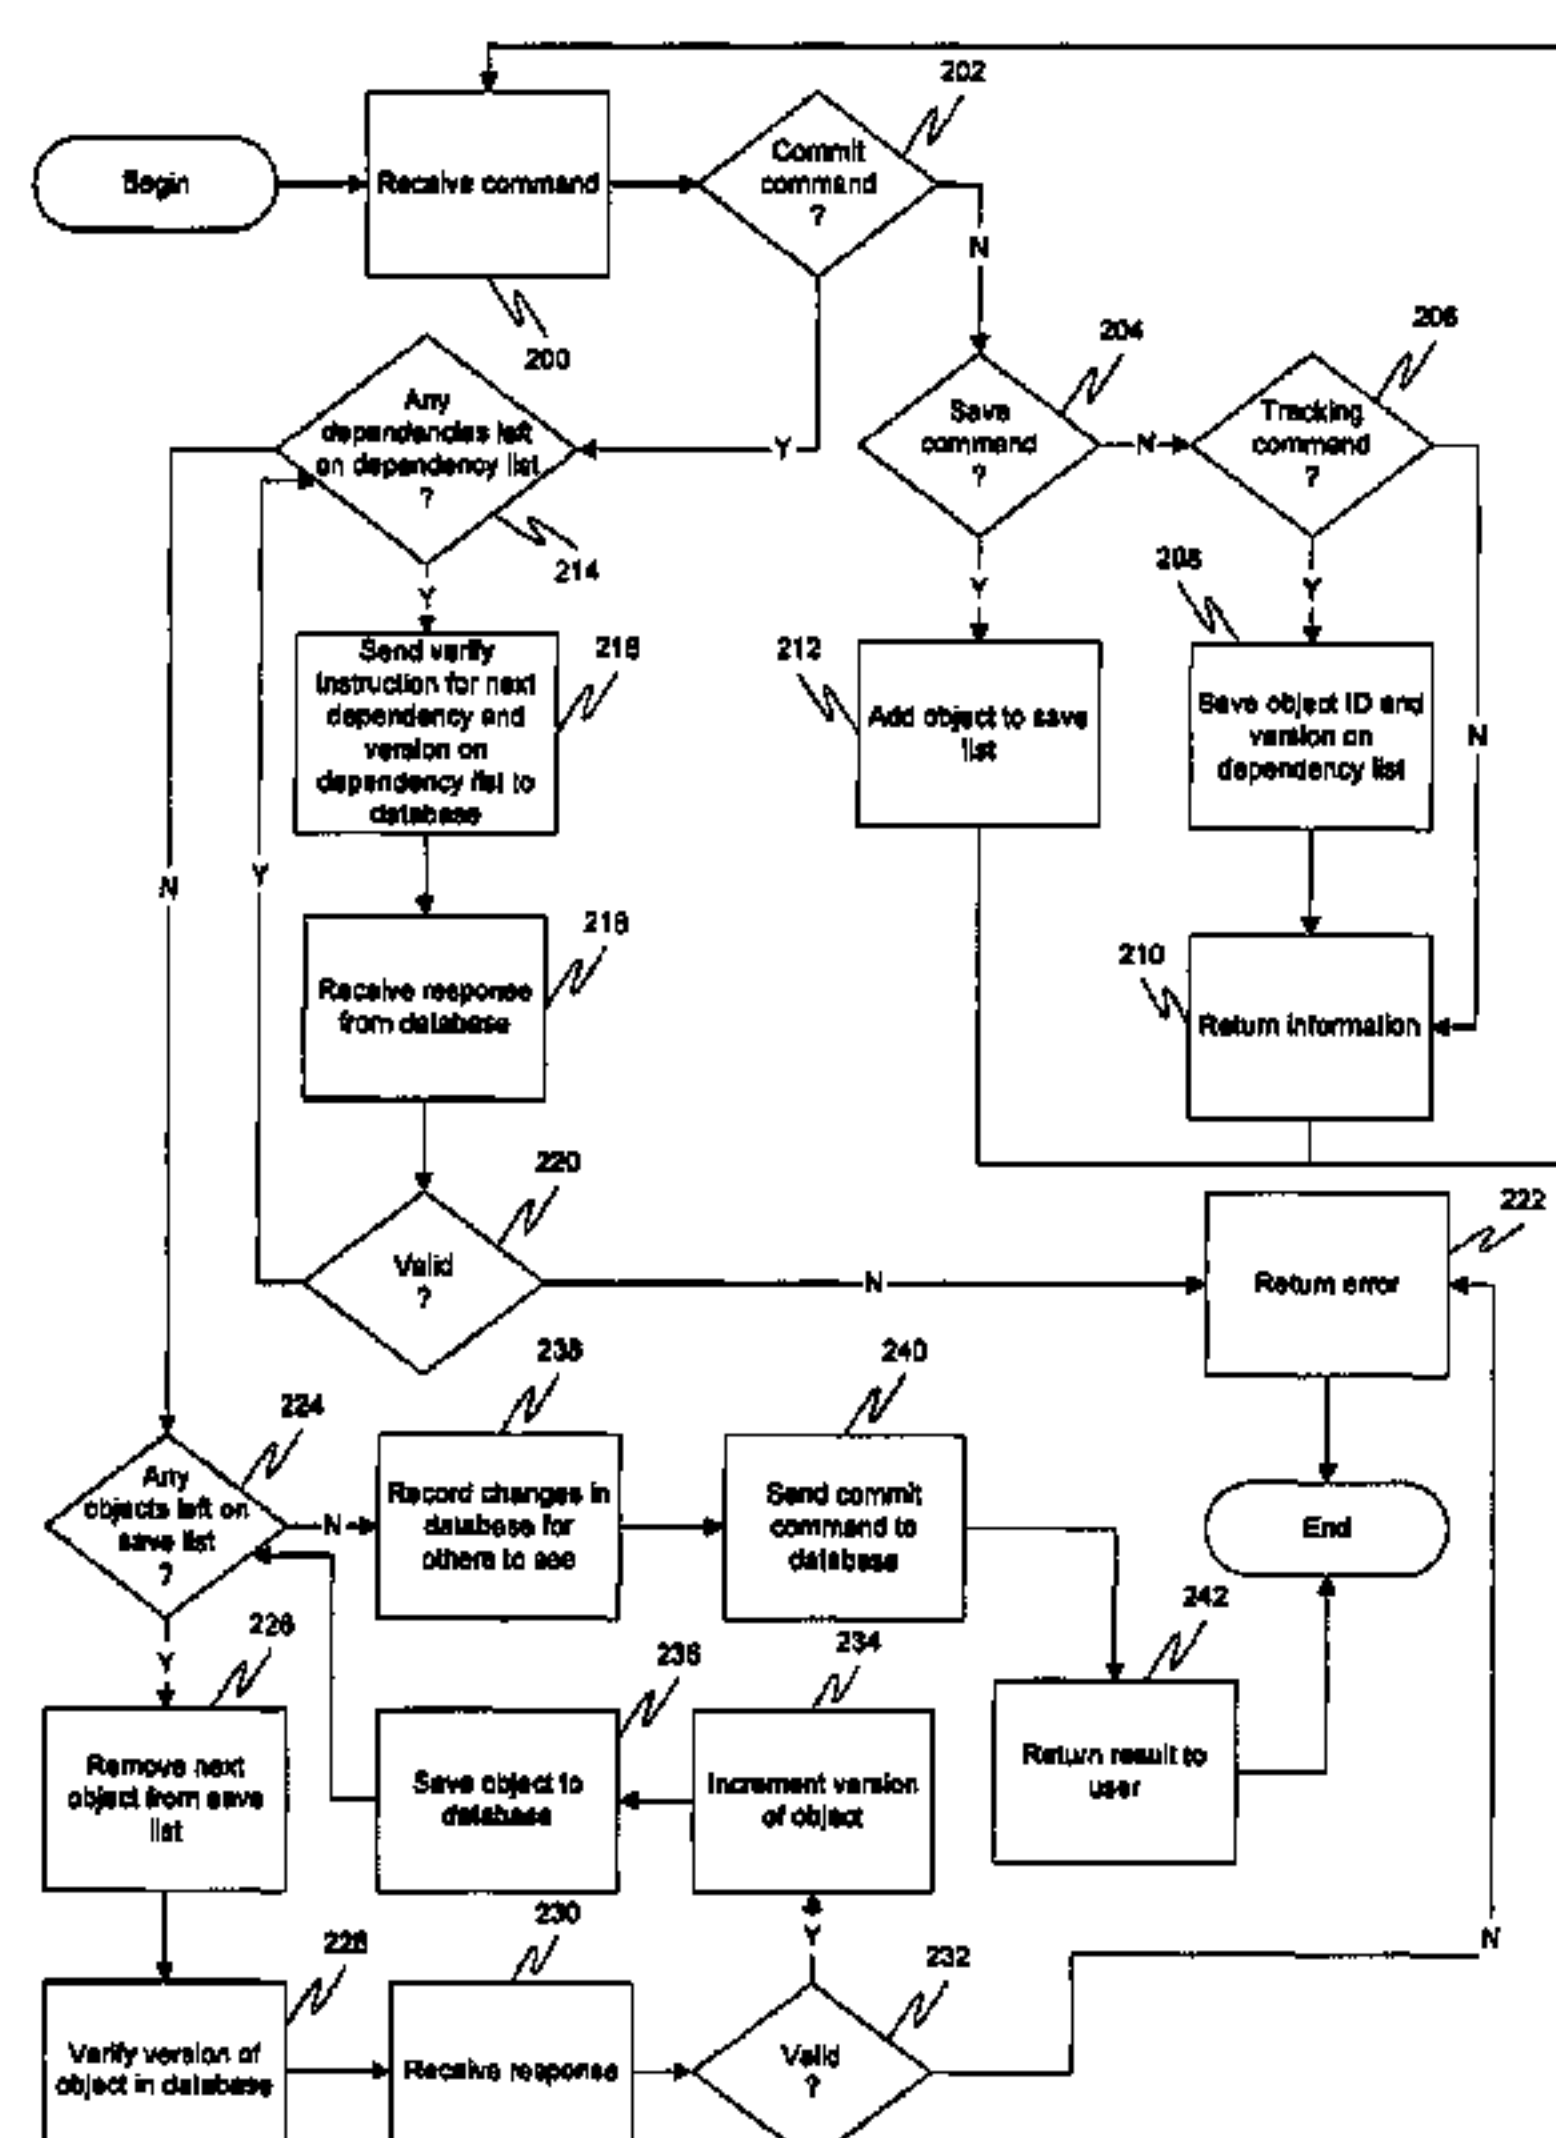 202
Begin
Receive command
Commit
command
?
N
200
204
206
Any
dependencies left
on dependency list
?
Y
Save
command
?
N
Tracking
command
?
214
Y
Y
208
Y
N
Send verify
instruction for next
dependency and
version on
dependency list to
database
216
212
Add object to save
list
Save object ID and
version on
dependency list
N
Y
218
Receive response
from database
210
Return information
220
222
Valid
?
N
Return error
238
240
224
Any
objects left on
save list
?
N
Record changes in
database for
others to see
Send commit
command to
database
End
242
226
Y
236
234
Remove next
object from save
list
Save object to
database
Increment version
of object
Return result to
user
230
Y
N
228
232
Verify version of
object in database
Receive response
Valid
?